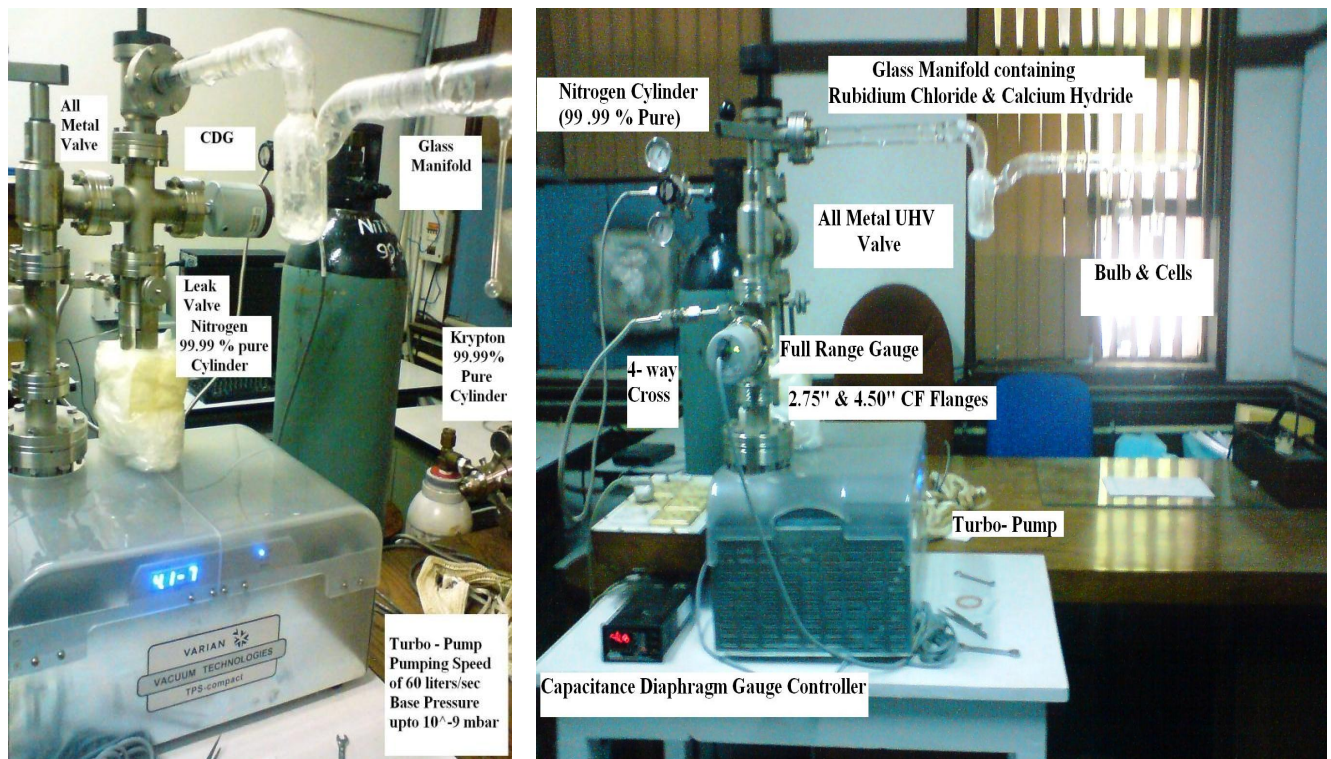 All
Metal
Valve
CDG
Glass
Manifold
Leak
Valve
Nitrogen
99.99 % pure
Cylinder
Krypton
99.99%
Pure
Cylinder
4.1-7
VARIAN
VACUUM TECHNOLOGIES
TPS-compact
Turbo - Pump
Pumping Speed
of 60 liters/sec
Base Pressure
upto 10^-9 mbar
Nitrogen Cylinder
(99 .99 % Pure)
Glass Manifold containing
Rubidium Chloride & Calcium Hydride
All Metal UHV
Valve
Bulb & Cells
Full Range Gauge
4- way
Cross
2.75" & 4.50" CF Flanges
Turbo- Pump
Capacitance Diaphragm Gauge Controller